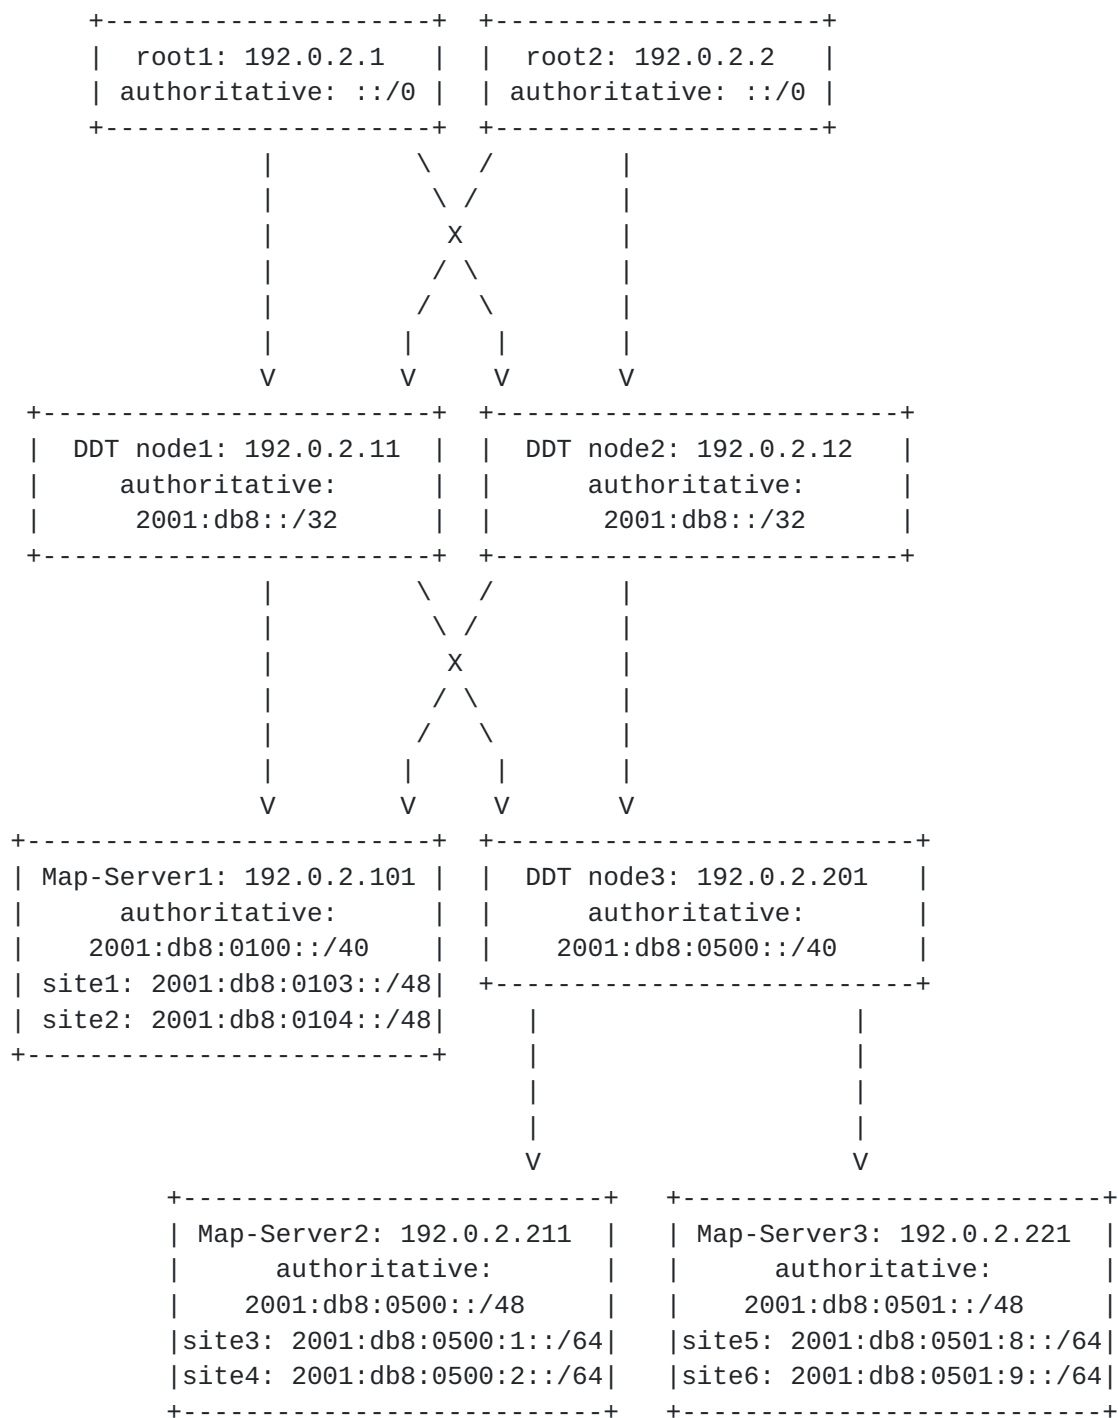 root1: 192.0.2.1 root2: 192.0.2.2
authoritative: ::/0 authoritative: ::/0
DDT node1: 192.0.2.11 DDT node2: 192.0.2.12
authoritative: authoritative:
2001:db8::/32 2001:db8::/32
Map-Server1: 192.0.2.101 DDT node3: 192.0.2.201
authoritative: authoritative:
2001:db8:0100::/40 2001:db8:0500::/40
site1: 2001:db8:0103::/48
site2: 2001:db8:0104::/48
Map-Server2: 192.0.2.211 Map-Server3: 192.0.2.221
authoritative: authoritative:
2001:db8:0500::/48 2001:db8:0501::/48
site3: 2001:db8:0500:1::/64 site5: 2001:db8:0501:8::/64
site4: 2001:db8:0500:2::/64 site6: 2001:db8:0501:9::/64